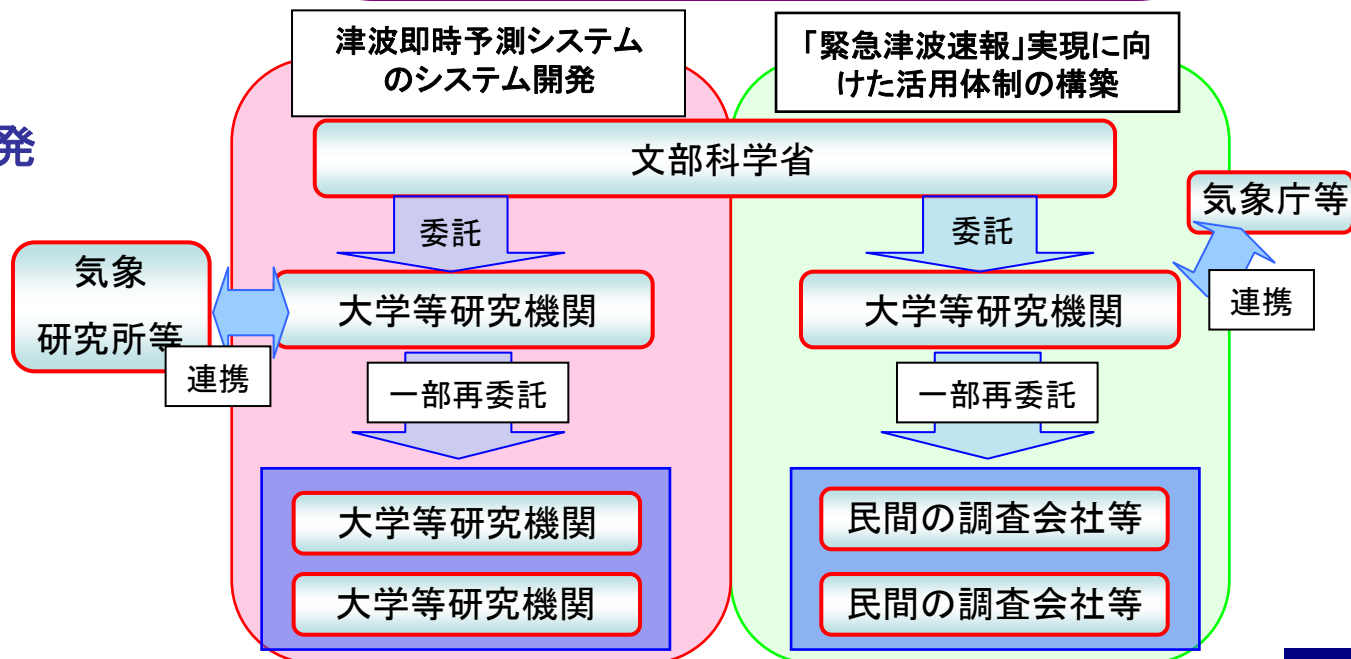 津波即時予測システム
のシステム開発
「緊急津波速報」実現に向
けた活用体制の構築
発
文部科学省
気象庁等
委託
委託
連携
気象
研究所等
連携
大学等研究機関
大学等研究機関
一部再委託
一部再委託
大学等研究機関
民間の調査会社等
大学等研究機関
民間の調査会社等